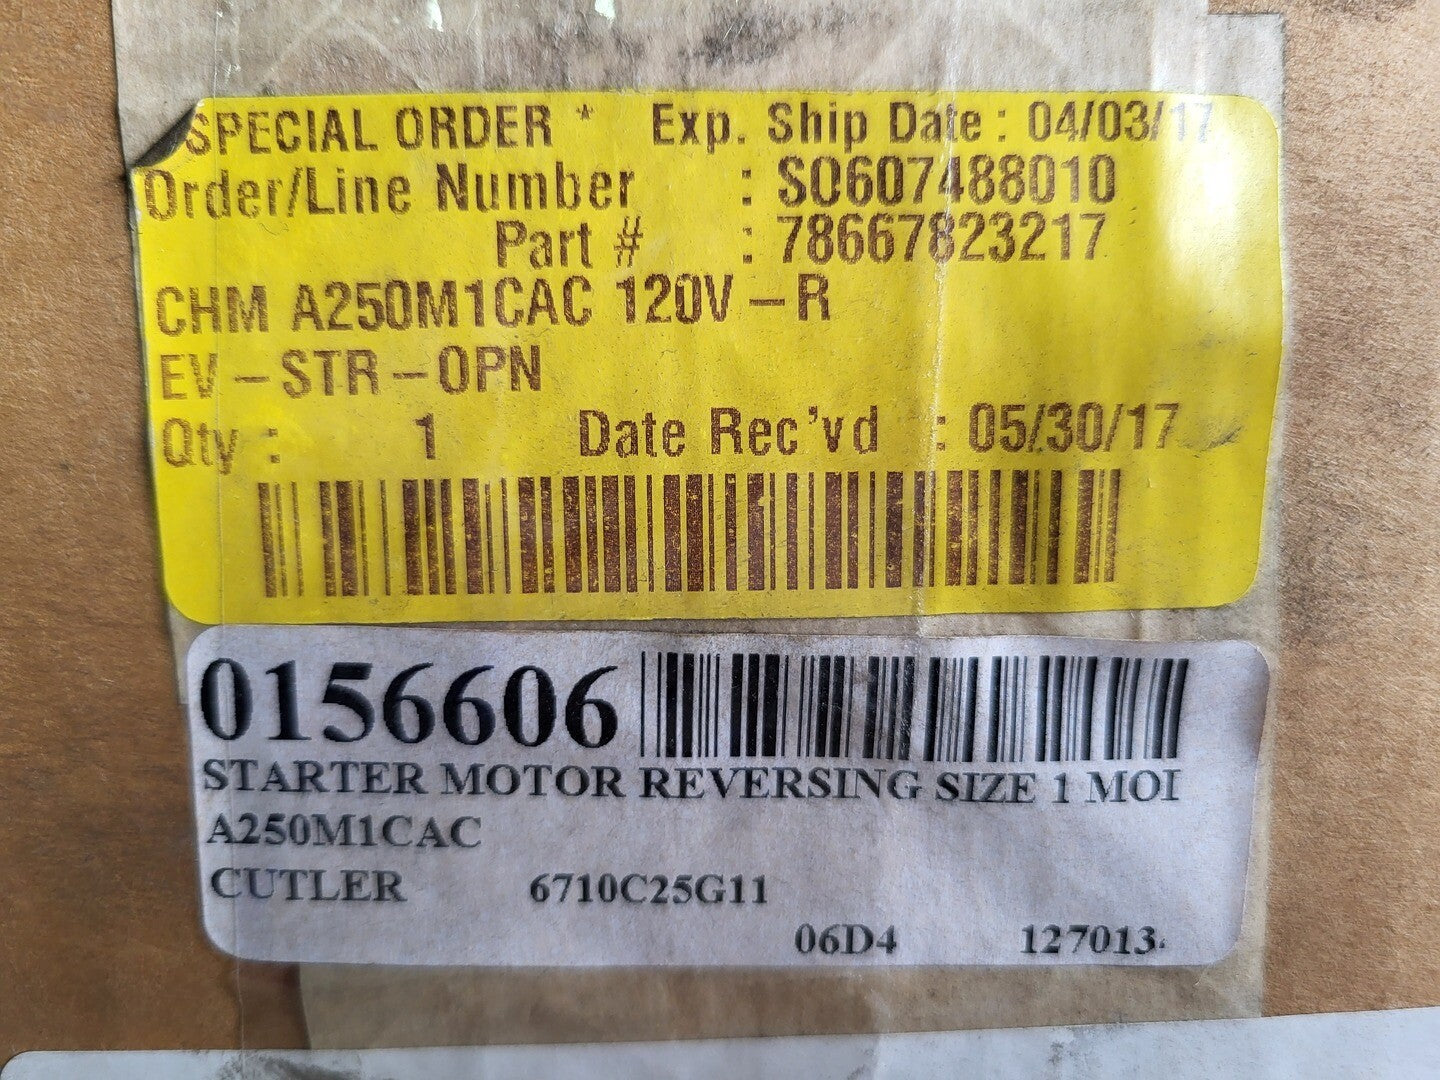 SPECIAL ORDER * Exp. Ship Date : 04/03/17
Order/Line Number : SO607488010
Part # : 78667823217
CHM A250M1CAC 120V-R
EV-STR-OPN
Qty : 1 Date Rec'vd : 05/30/17
0156606
STARTER MOTOR REVERSING SIZE 1 MOI
A250M1CAC
CUTLER 6710C25G11
06D4 127013